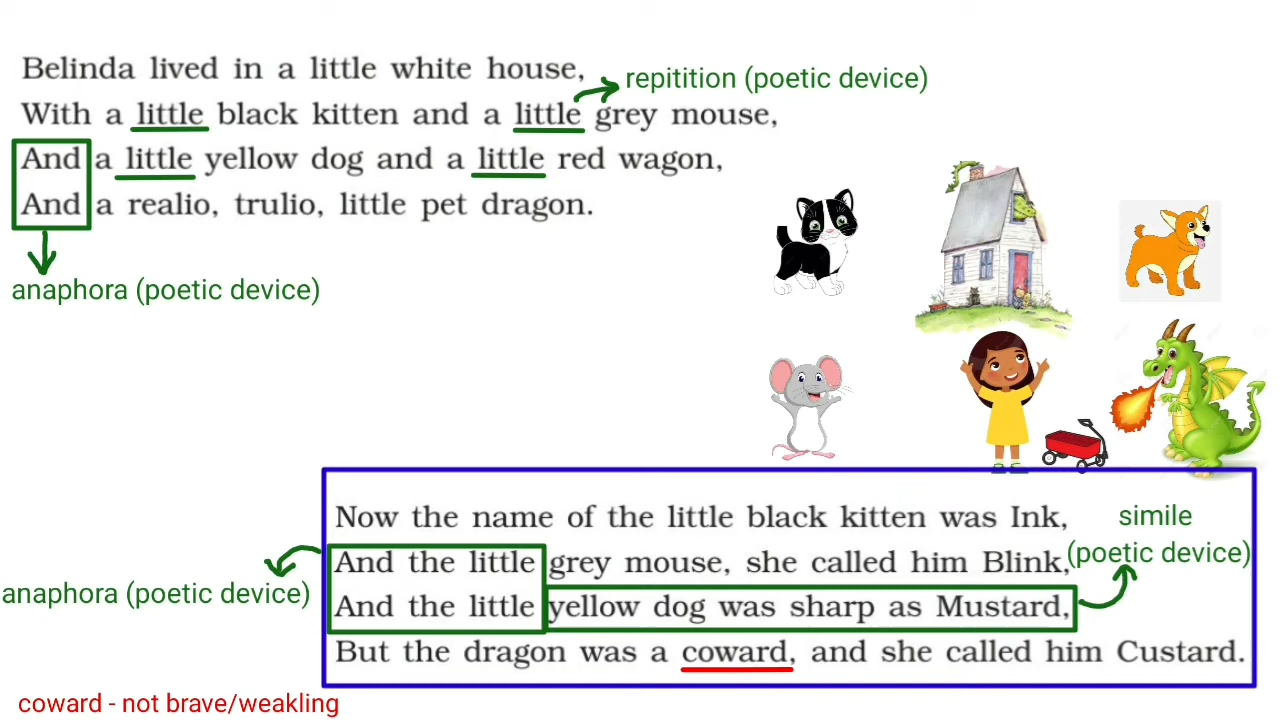 Belinda lived in a little white house,
repitition (poetic device)
With a little black kitten and a little grey mouse,
And a little yellow dog and a little red wagon,
And a realio, trulio, little pet dragon.
anaphora (poetic device)
Now the name of the little black kitten was Ink,
simile
(poetic device)
And the little grey mouse, she called him Blink,
anaphora (poetic device)
And the little yellow dog was sharp as Mustard,
But the dragon was a coward, and she called him Custard.
coward - not brave/weakling